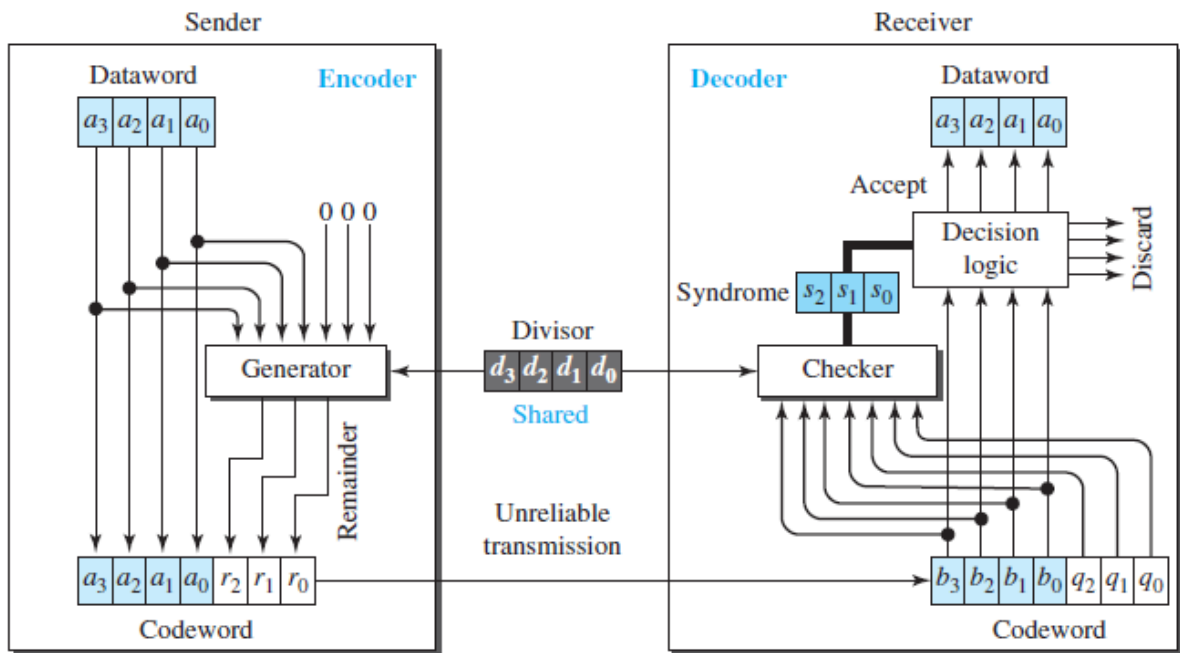 Sender
Dataword
Encoder
a3 a2 a1 a0
0 0 0
Generator
Remainder
a3 a2 a1 a0 r2 r1 r0
Codeword
Divisor
d3 d2 d1 d0
Shared
Unreliable
transmission
Receiver
Decoder
Dataword
a3 a2 a1 a0
Accept
Decision
logic
Discard
Syndrome
s2 s1 s0
Checker
b3 b2 b1 b0 q2 q1 q0
Codeword